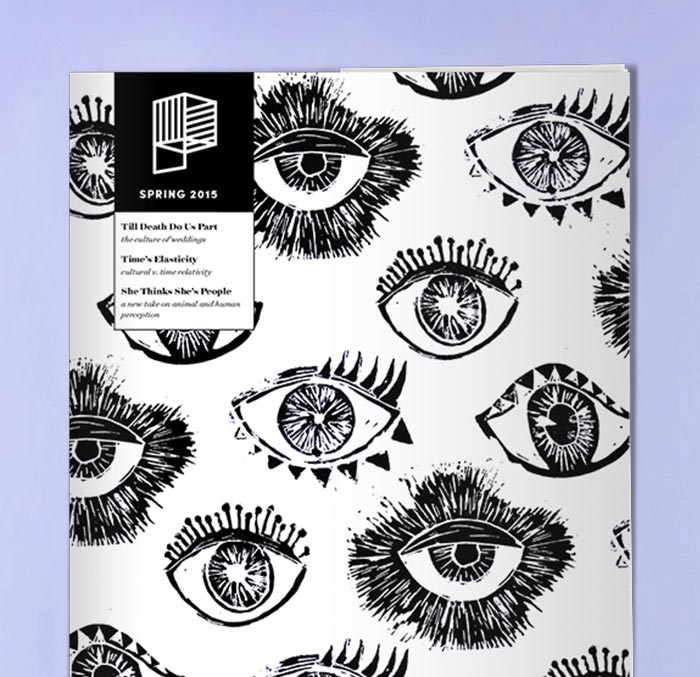 SPRING 2015
Till Death Do Us Part
the culture of weddings
Time's Elasticity
cultural v. time relativity
She Thinks She's People
a new take on animal and human
perception